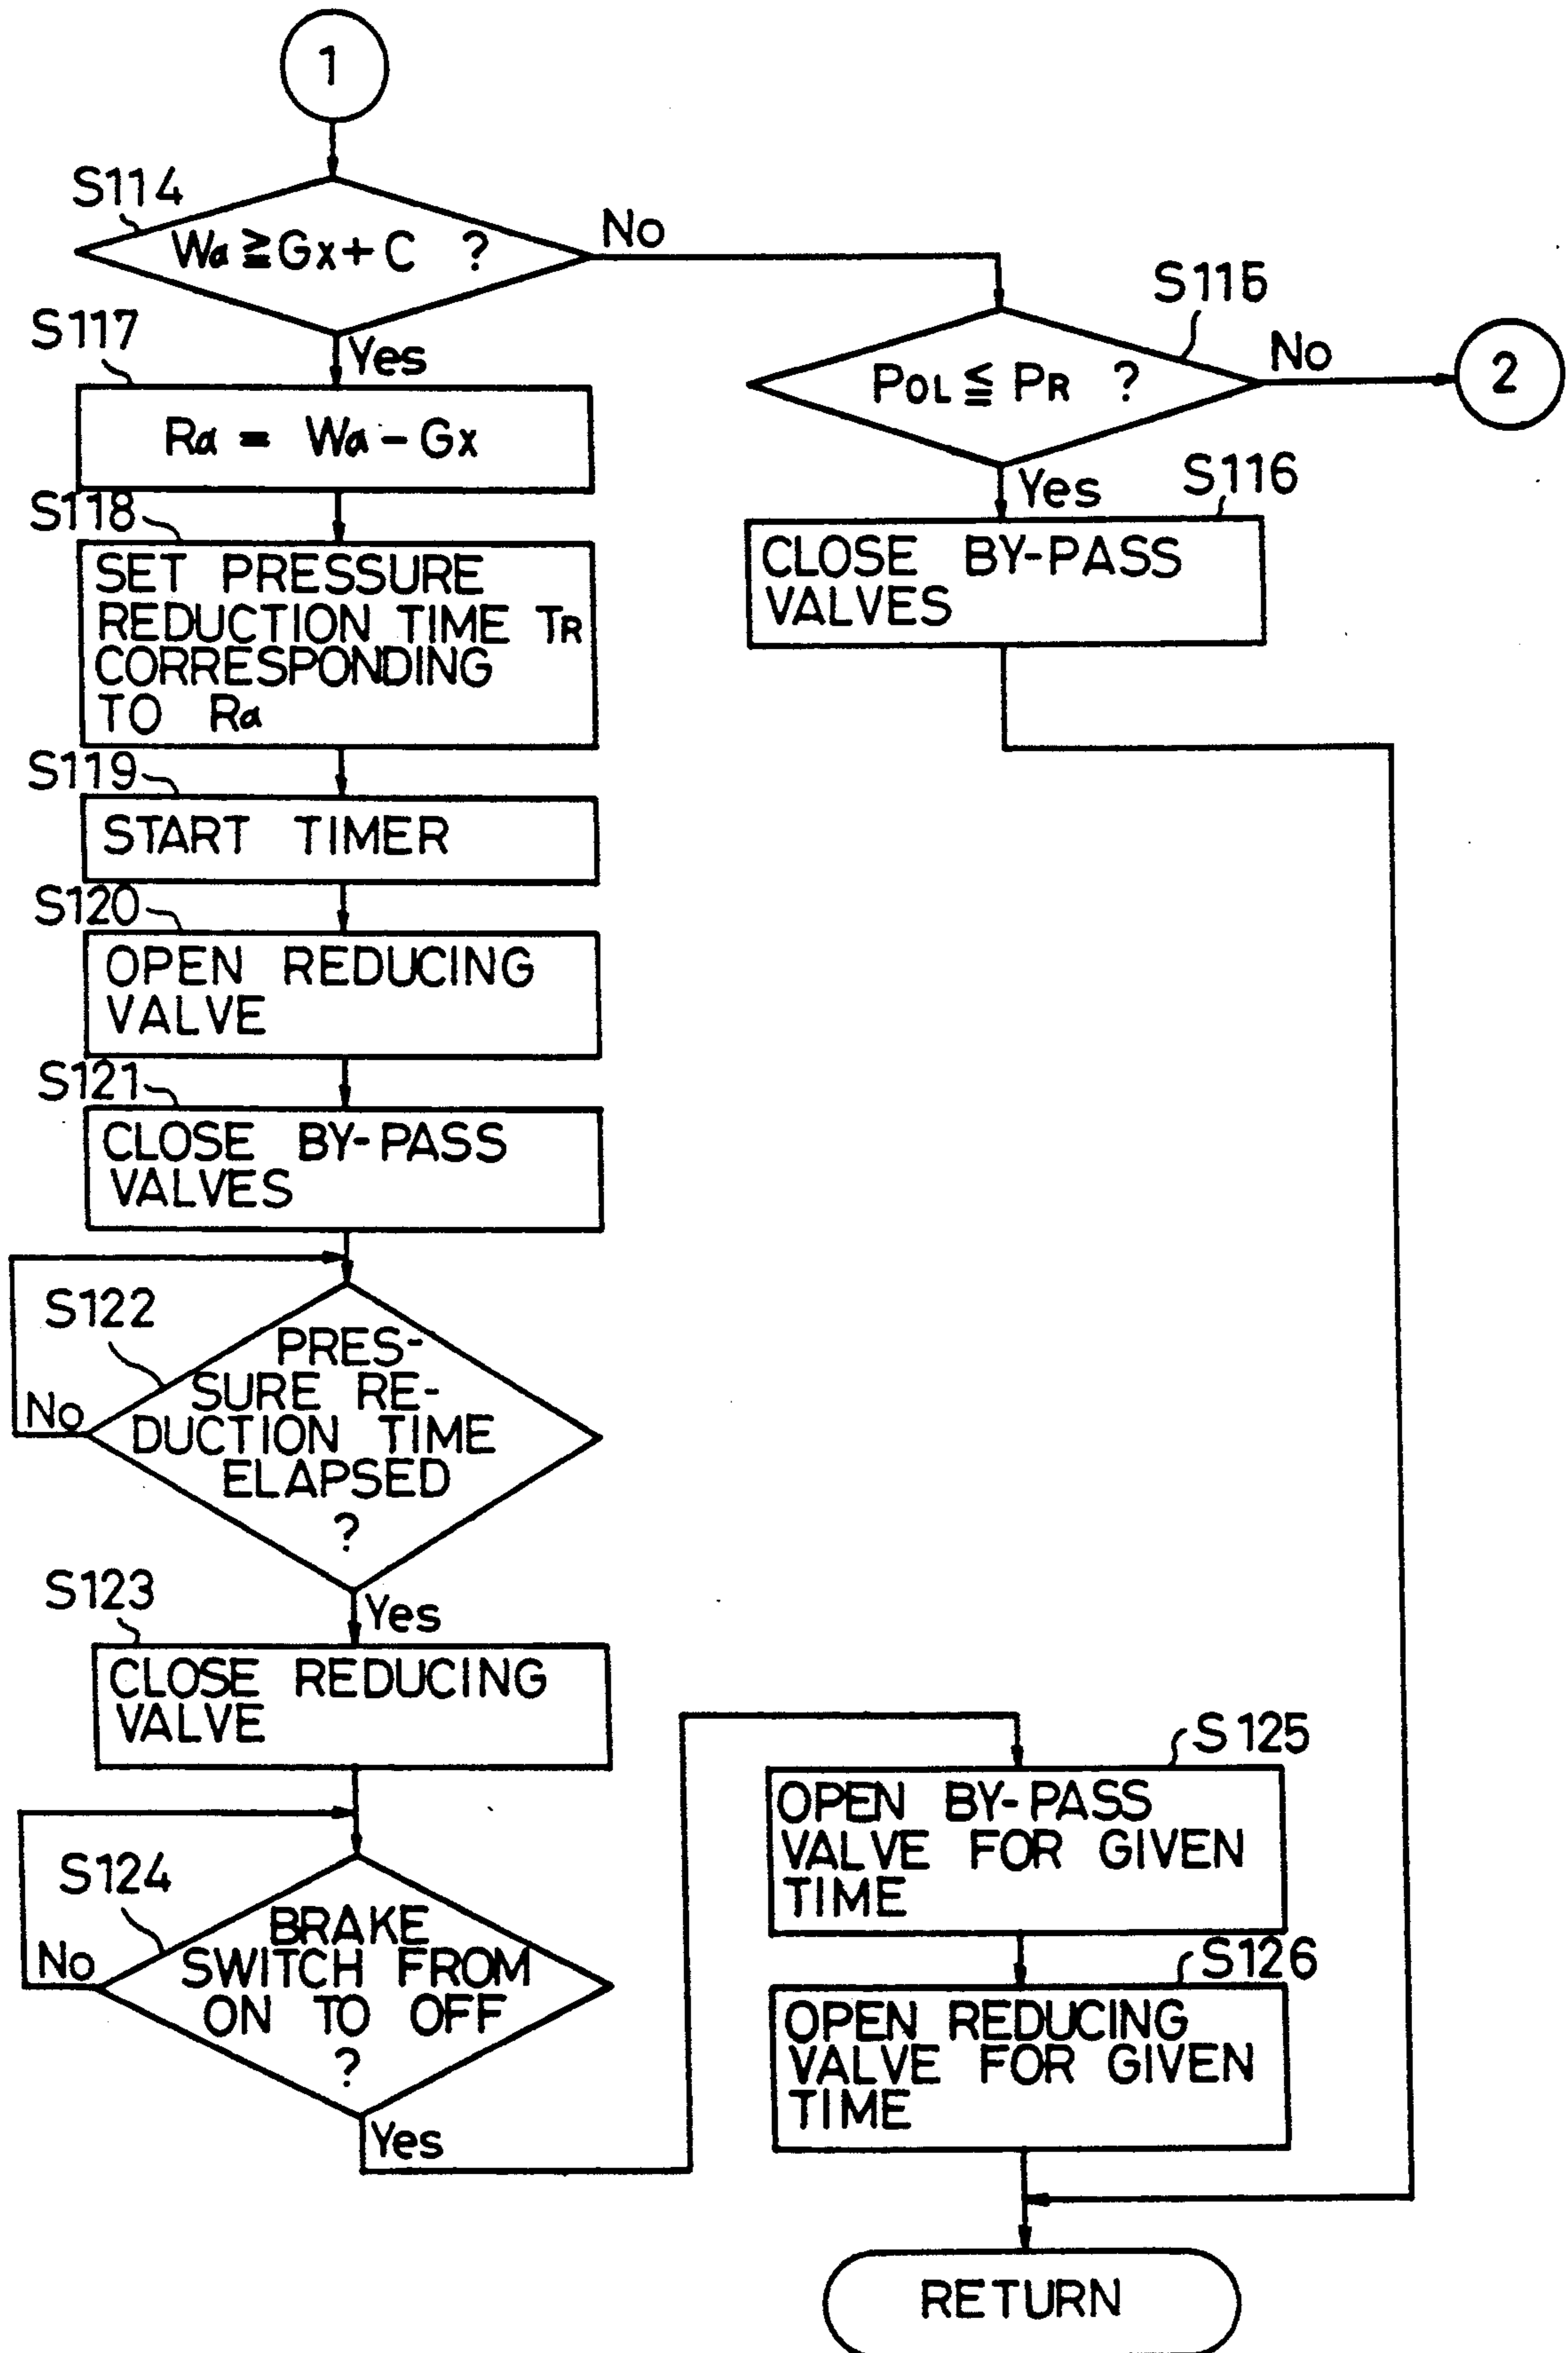 1
S114
Wα ≧ Gx + C ?
No
Yes
S115
POL ≦ PR ?
No
2
Yes
S116
CLOSE BY-PASS
VALVES
S117
Rα = Wα - Gx
S118
SET PRESSURE
REDUCTION TIME TR
CORRESPONDING
TO Rα
S119
START TIMER
S120
OPEN REDUCING
VALVE
S121
CLOSE BY-PASS
VALVES
S122
PRES-
SURE RE-
DUCTION TIME
ELAPSED
?
No
Yes
S123
CLOSE REDUCING
VALVE
S124
BRAKE
SWITCH FROM
ON TO OFF
?
No
Yes
S125
OPEN BY-PASS
VALVE FOR GIVEN
TIME
S126
OPEN REDUCING
VALVE FOR GIVEN
TIME
RETURN